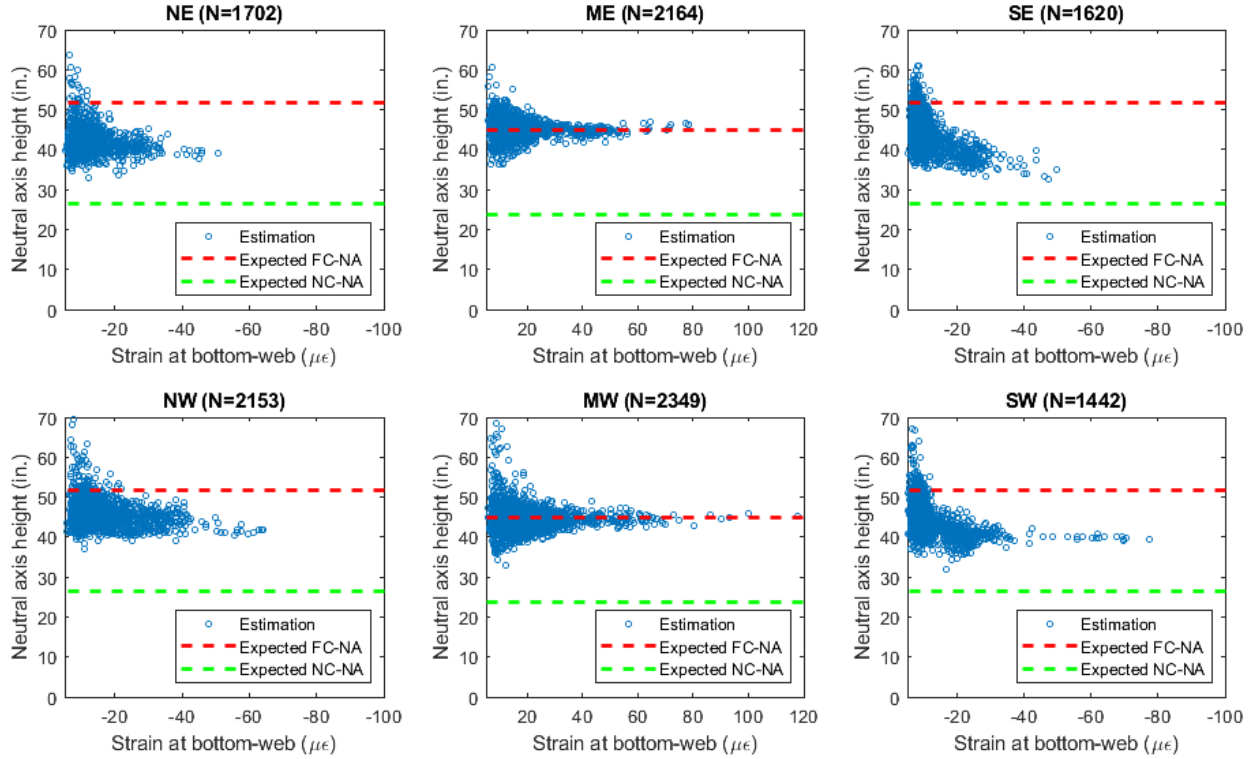 NE (N=1702)
70
60
50
40
30
20
10
0
Neutral axis height (in.)
Estimation
Expected FC-NA
Expected NC-NA
-20 -40 -60 -80 -100
Strain at bottom-web (με)
ME (N=2164)
70
60
50
40
30
20
10
0
Neutral axis height (in.)
Estimation
Expected FC-NA
Expected NC-NA
20 40 60 80 100 120
Strain at bottom-web (με)
SE (N=1620)
70
60
50
40
30
20
10
0
Neutral axis height (in.)
Estimation
Expected FC-NA
Expected NC-NA
-20 -40 -60 -80 -100
Strain at bottom-web (με)
NW (N=2153)
70
60
50
40
30
20
10
0
Neutral axis height (in.)
Estimation
Expected FC-NA
Expected NC-NA
-20 -40 -60 -80 -100
Strain at bottom-web (με)
MW (N=2349)
70
60
50
40
30
20
10
0
Neutral axis height (in.)
Estimation
Expected FC-NA
Expected NC-NA
20 40 60 80 100 120
Strain at bottom-web (με)
SW (N=1442)
70
60
50
40
30
20
10
0
Neutral axis height (in.)
Estimation
Expected FC-NA
Expected NC-NA
-20 -40 -60 -80 -100
Strain at bottom-web (με)